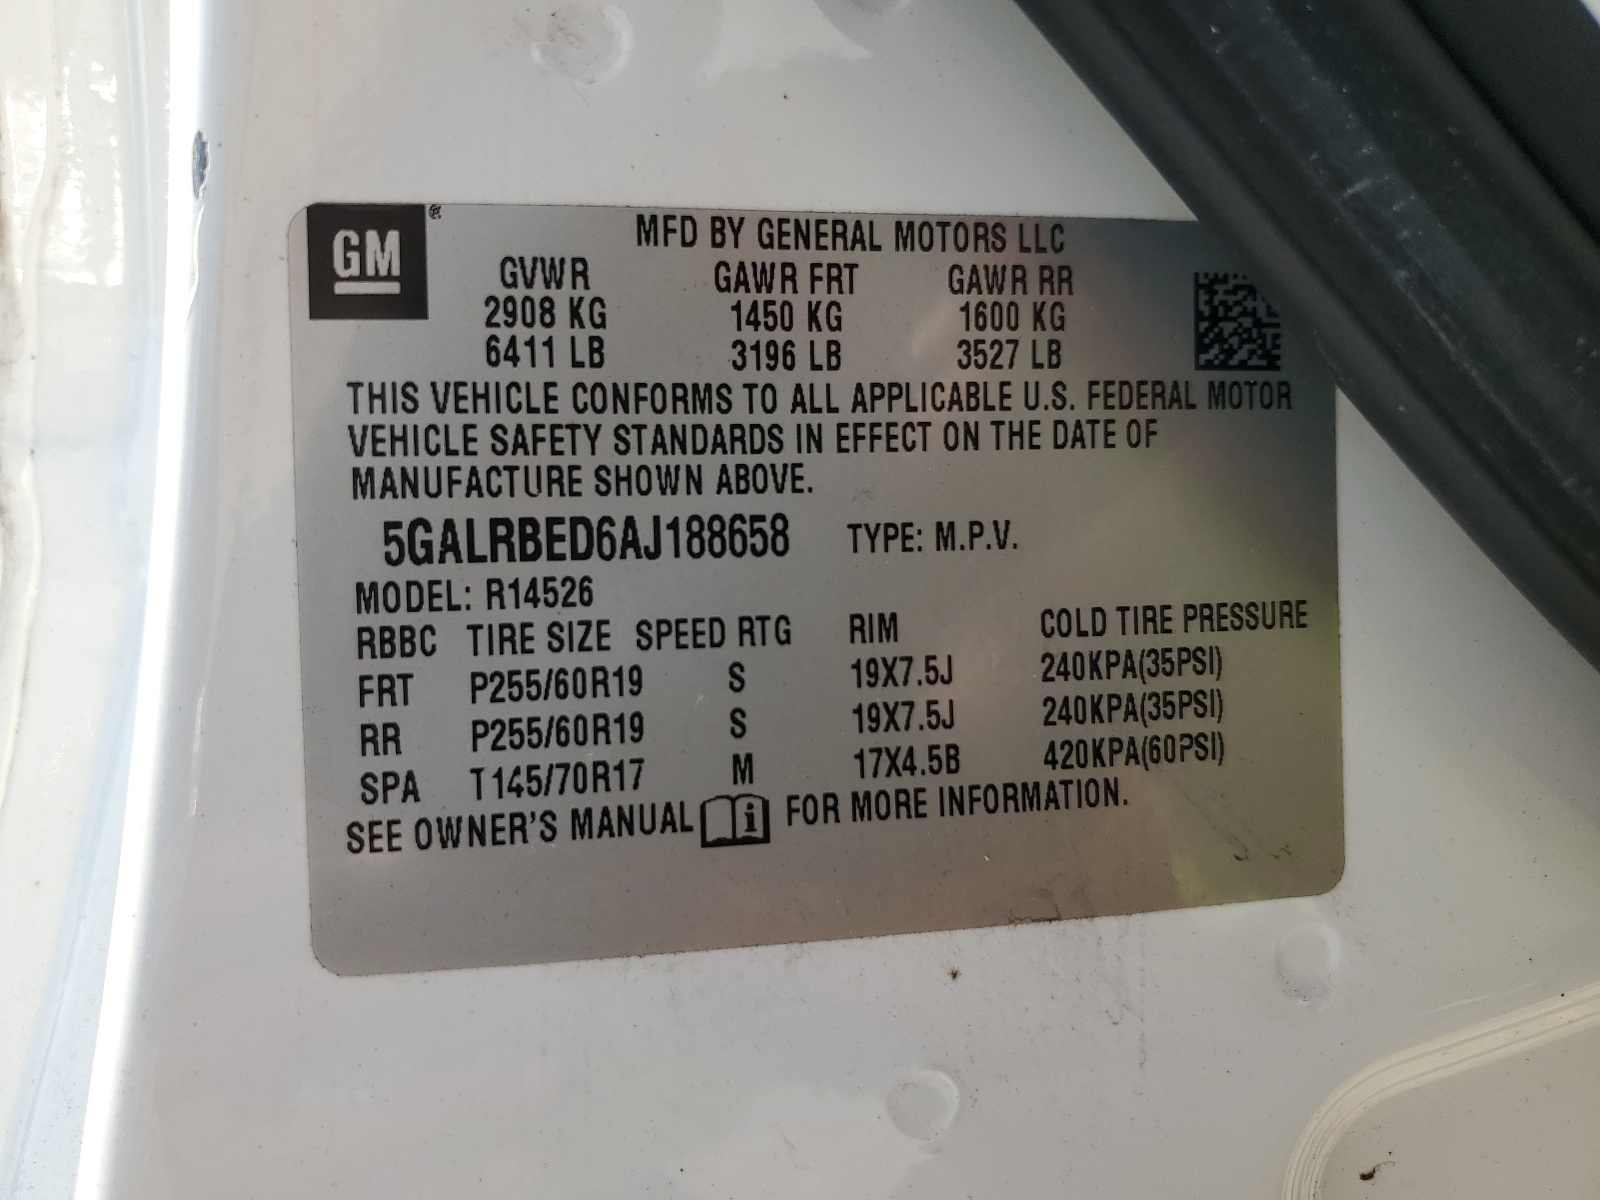 GM ®
MFD BY GENERAL MOTORS LLC
GVWR GAWR FRT GAWR RR
2908 KG 1450 KG 1600 KG
6411 LB 3196 LB 3527 LB
THIS VEHICLE CONFORMS TO ALL APPLICABLE U.S. FEDERAL MOTOR
VEHICLE SAFETY STANDARDS IN EFFECT ON THE DATE OF
MANUFACTURE SHOWN ABOVE.
5GALRBED6AJ188658 TYPE: M.P.V.
MODEL: R14526
RBBC TIRE SIZE SPEED RTG RIM COLD TIRE PRESSURE
FRT P255/60R19 S 19X7.5J 240KPA(35PSI)
RR P255/60R19 S 19X7.5J 240KPA(35PSI)
SPA T145/70R17 M 17X4.5B 420KPA(60PSI)
SEE OWNER'S MANUAL i FOR MORE INFORMATION.